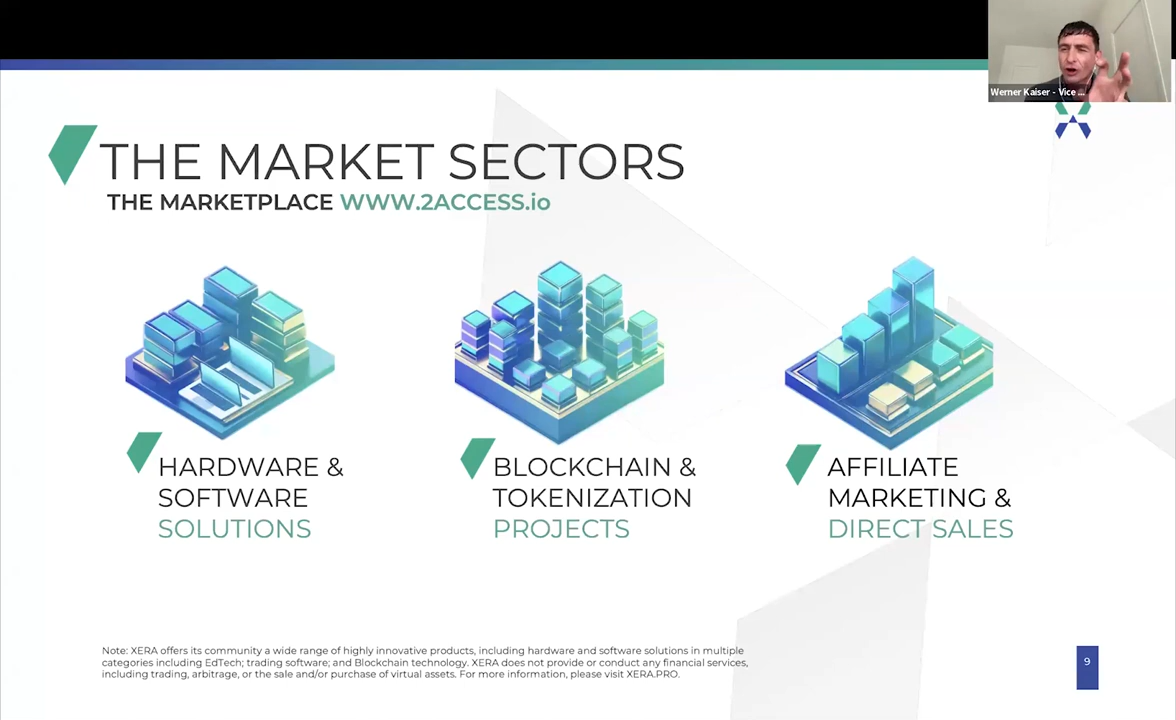 Werner Kaiser - Vice ...
THE MARKET SECTORS
THE MARKETPLACE WWW.2ACCESS.io
HARDWARE &
SOFTWARE
SOLUTIONS
BLOCKCHAIN &
TOKENIZATION
PROJECTS
AFFILIATE
MARKETING &
DIRECT SALES
Note: XERA offers its community a wide range of highly innovative products, including hardware and software solutions in multiple
categories including EdTech; trading software; and Blockchain technology. XERA does not provide or conduct any financial services,
including trading, arbitrage, or the sale and/or purchase of virtual assets. For more information, please visit XERA.PRO.
9